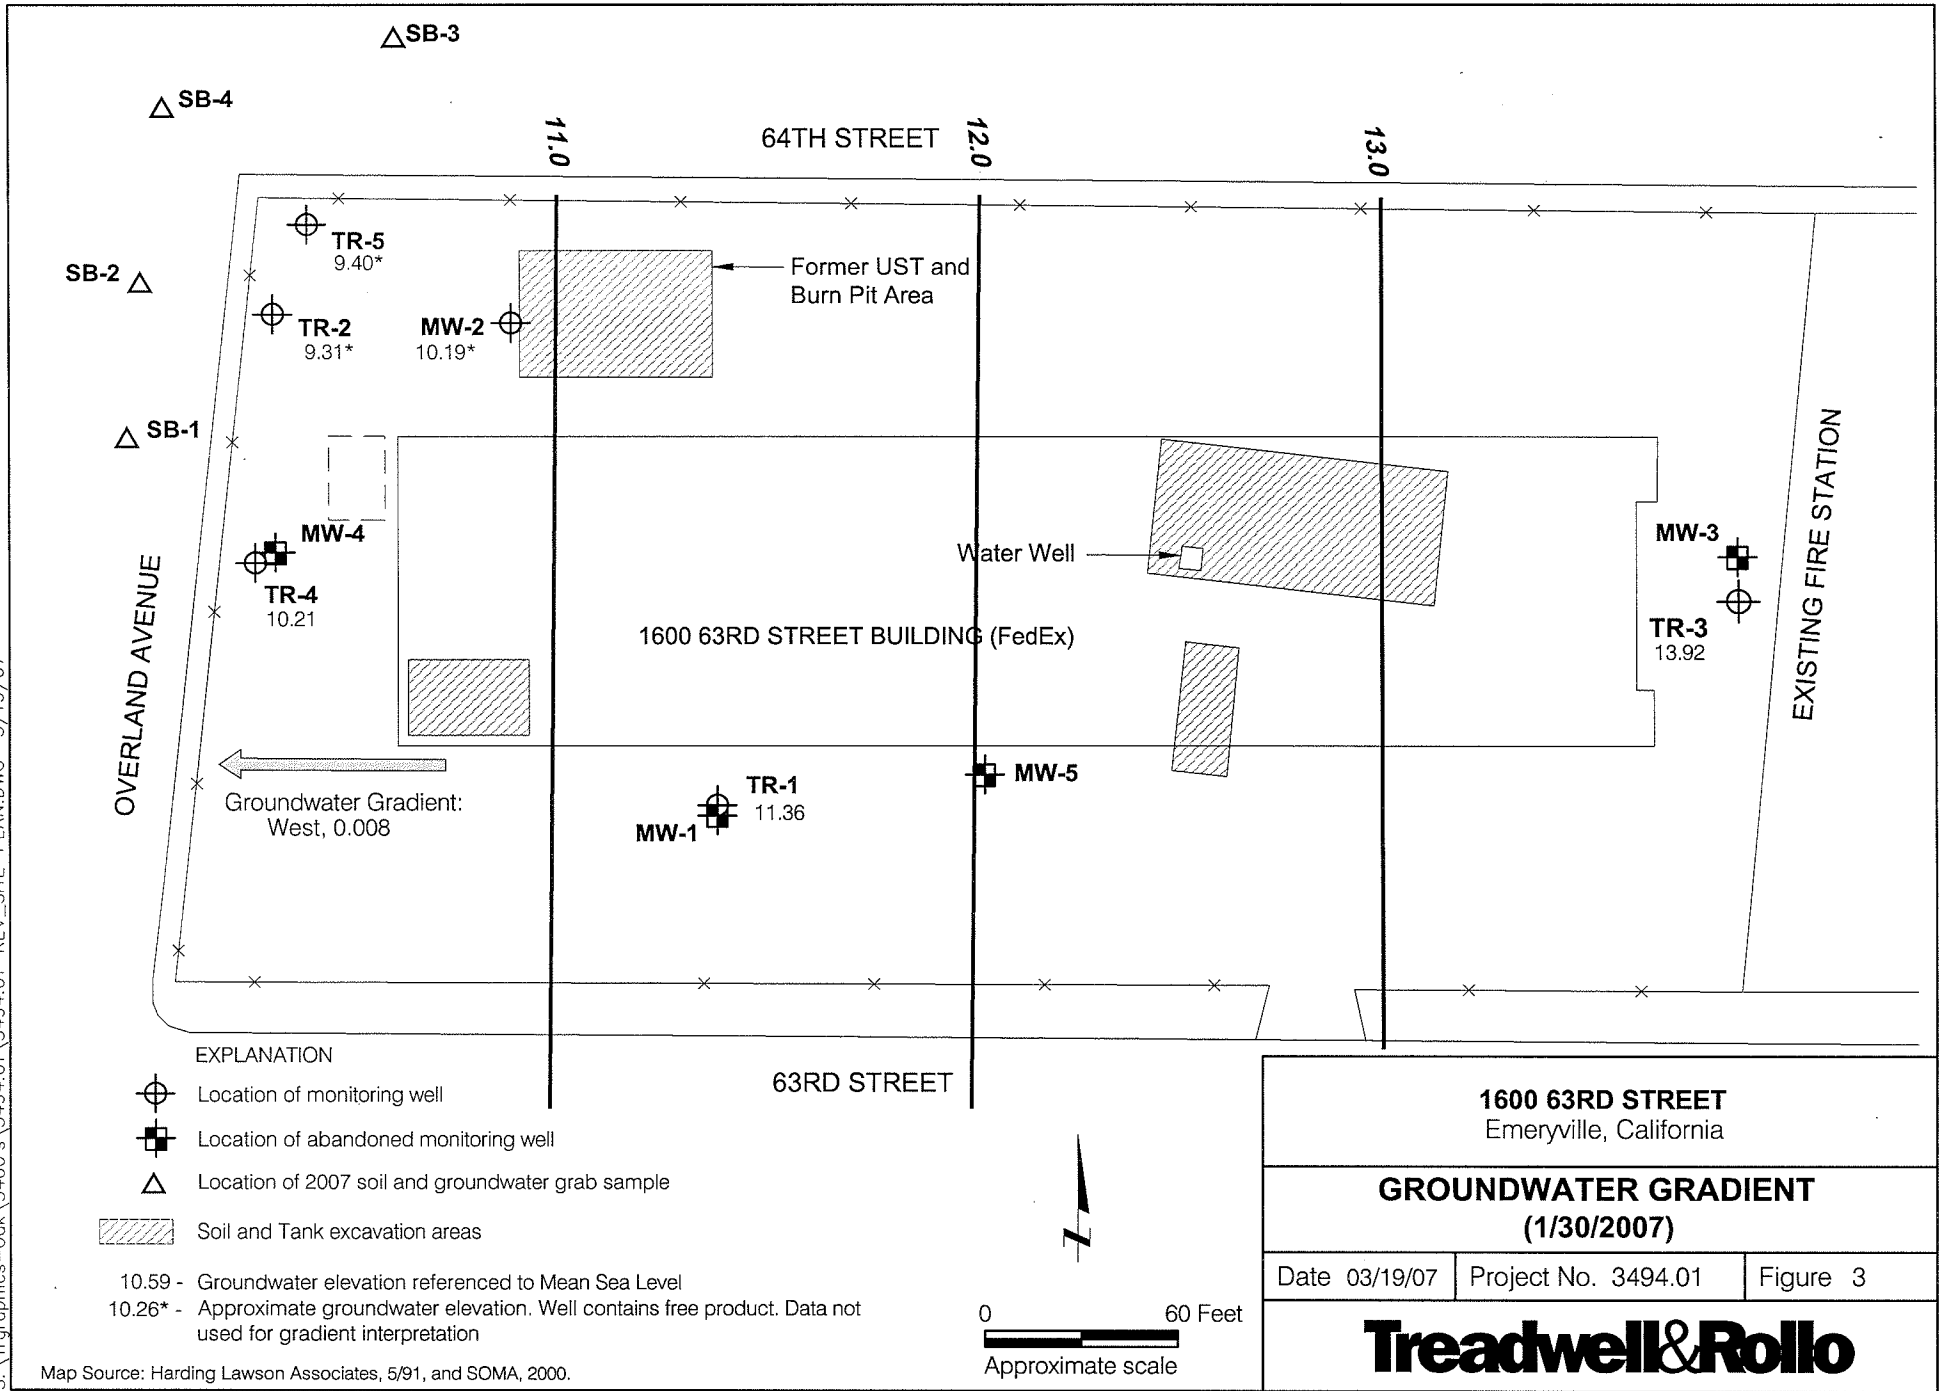 SB-3
SB-4
11.0
64TH STREET
12.0
13.0
TR-5
9.40*
SB-2
Former UST and
Burn Pit Area
TR-2
9.31*
MW-2
10.19*
SB-1
EXISTING FIRE STATION
MW-4
MW-3
Water Well
OVERLAND AVENUE
TR-4
10.21
1600 63RD STREET BUILDING (FedEx)
TR-3
13.92
MW-5
TR-1
11.36
MW-1
Groundwater Gradient:
West, 0.008
EXPLANATION
Location of monitoring well
Location of abandoned monitoring well
Location of 2007 soil and groundwater grab sample
Soil and Tank excavation areas
10.59 - Groundwater elevation referenced to Mean Sea Level
10.26* - Approximate groundwater elevation. Well contains free product. Data not
used for gradient interpretation
Map Source: Harding Lawson Associates, 5/91, and SOMA, 2000.
63RD STREET
N
0 60 Feet
Approximate scale
1600 63RD STREET
Emeryville, California
GROUNDWATER GRADIENT
(1/30/2007)
Date 03/19/07
Project No. 3494.01
Figure 3
Treadwell&Rollo